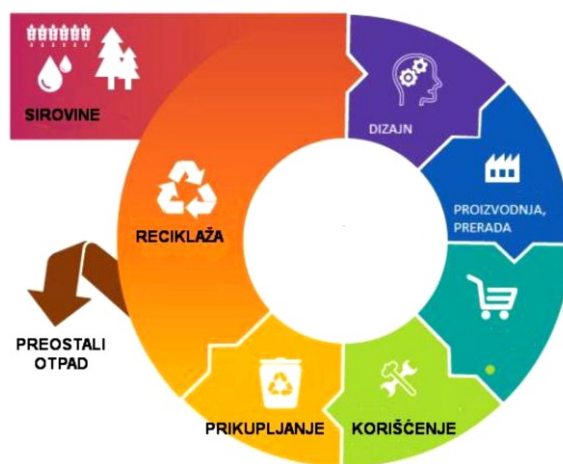 SIROVINE
DIZAJN
PROIZVODNJA,
PRERADA
RECIKLAŽA
PREOSTALI
OTPAD
PRIKUPLJANJE
KORIŠĆENJE